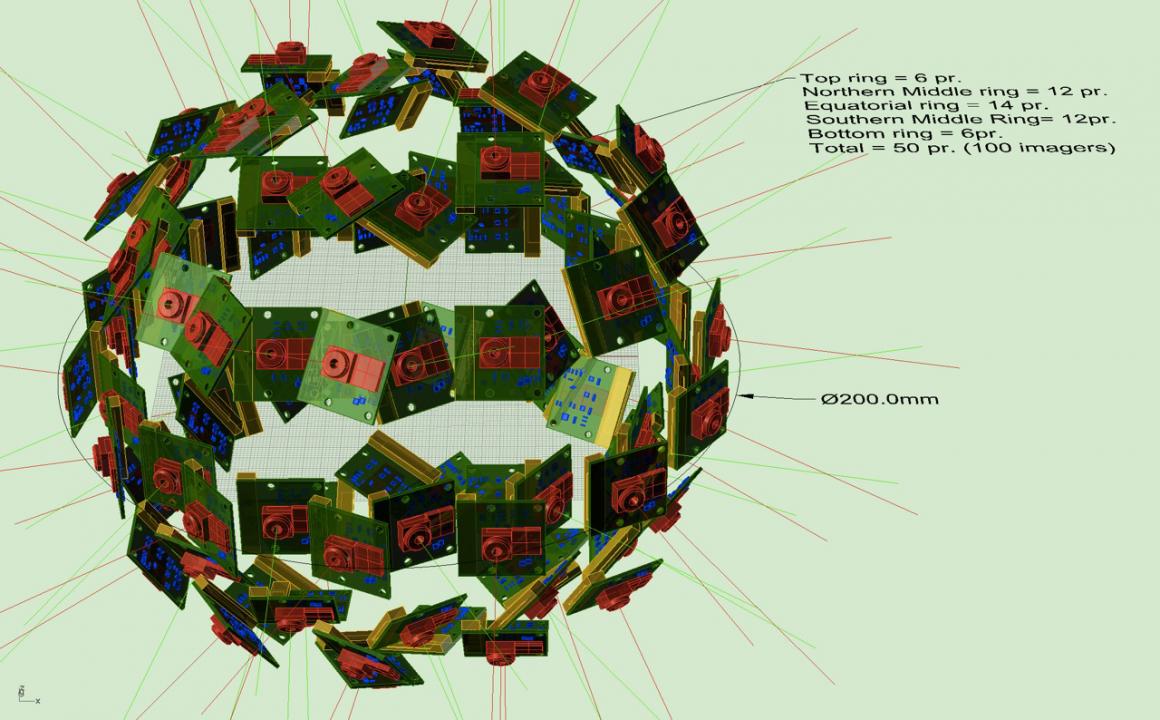 Top ring = 6 pr.
Northern Middle ring = 12 pr.
Equatorial ring = 14 pr.
Southern Middle Ring= 12pr.
Bottom ring = 6pr.
Total = 50 pr. (100 imagers)
Ø200.0mm
x